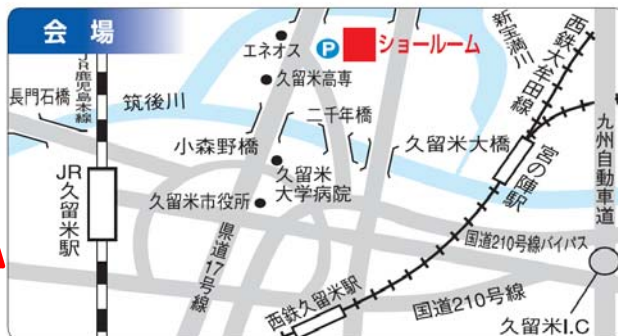 会 場
エネオス
P
ショールーム
新宝満川
西鉄大牟田線
JR鹿児島本線
久留米高専
長門石橋
筑後川
二千年橋
小森野橋
久留米大橋
宮の陣駅
九州自動車道
久留米
大学病院
JR
久留米駅
久留米市役所
県道17号線
国道210号線バイパス
西鉄久留米駅
国道210号線
久留米I.C